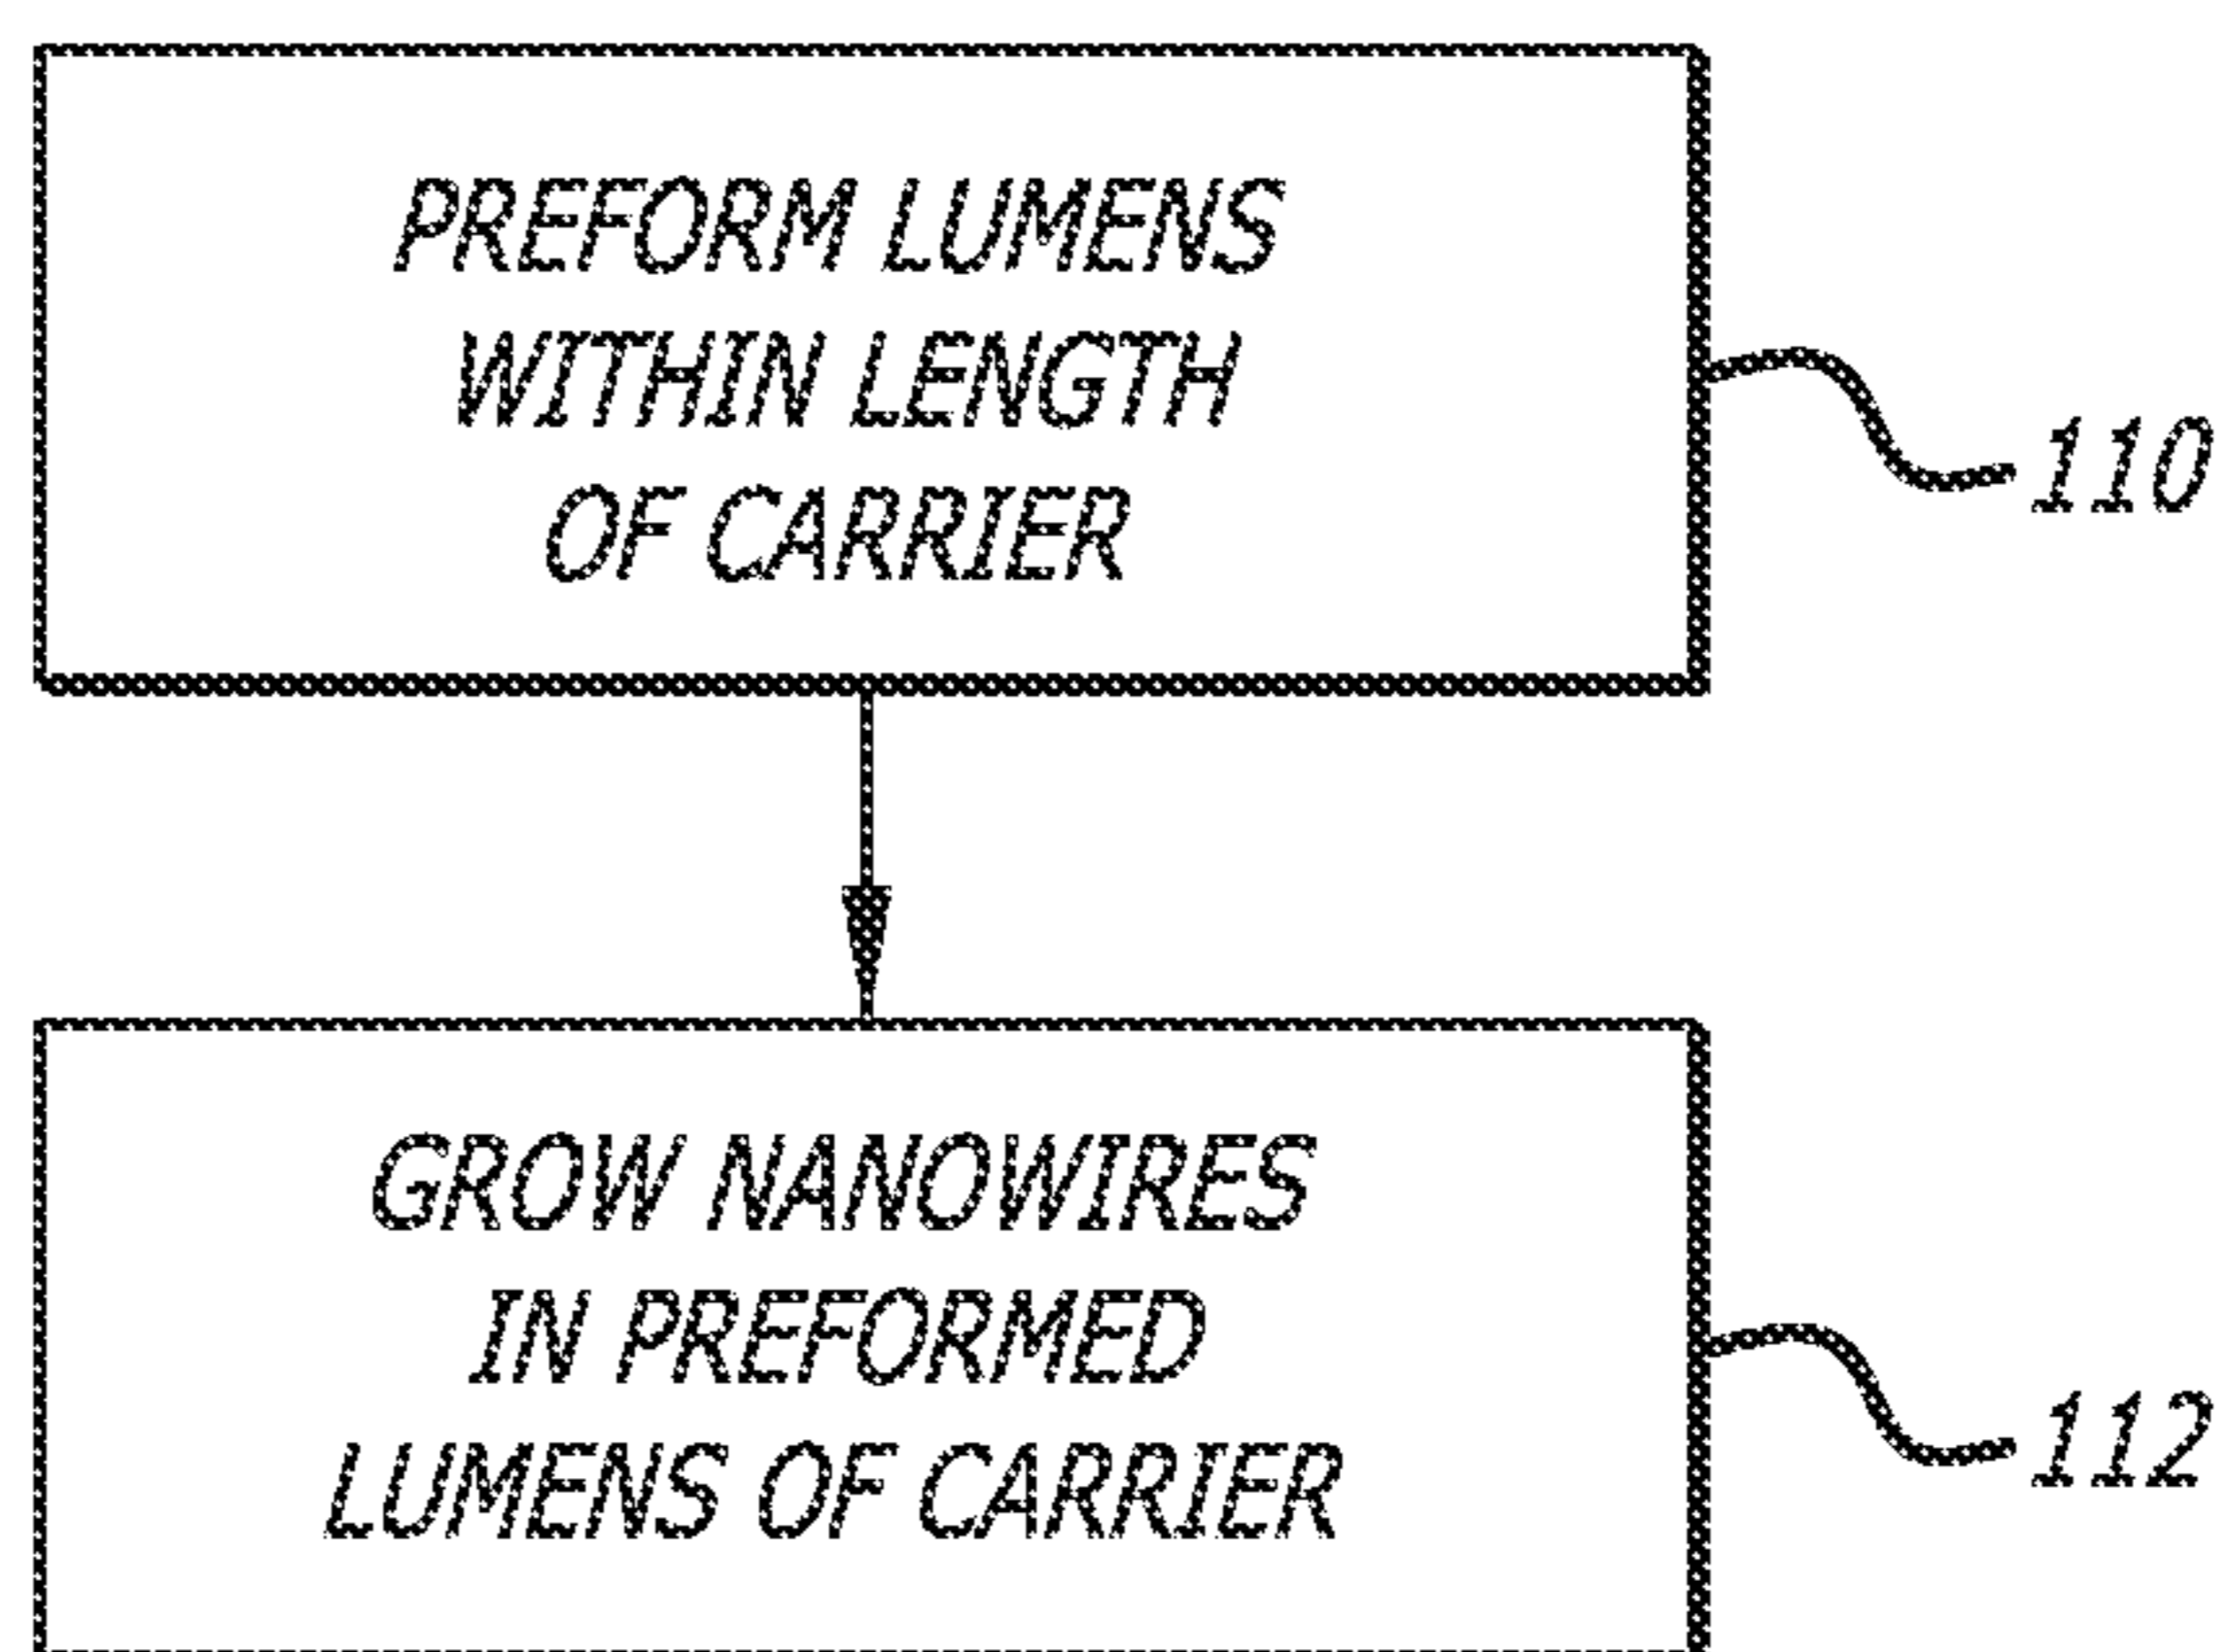 PREFORM LUMENS
WITHIN LENGTH
OF CARRIER
110
GROW NANOWIRES
IN PREFORMED
LUMENS OF CARRIER
112